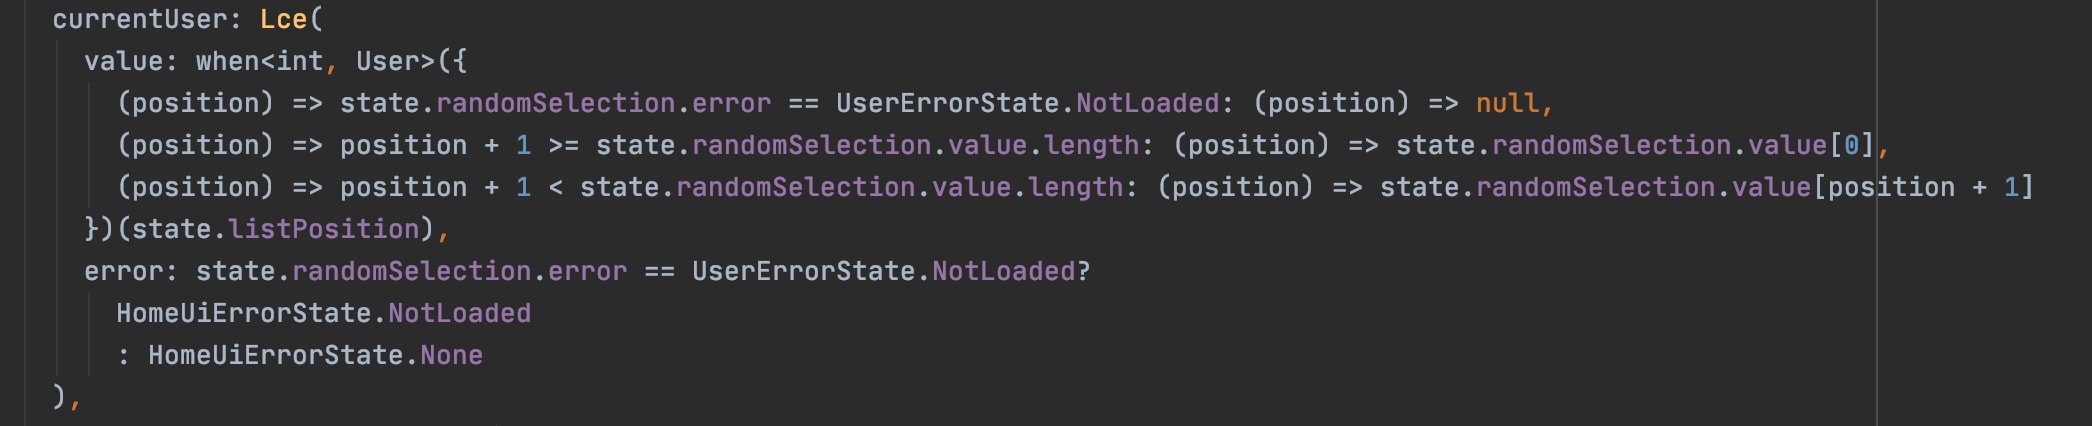 currentUser: Lce(
value: when<int, User>({
(position) => state.randomSelection.error == UserErrorState.NotLoaded: (position) => null,
(position) => position + 1 >= state.randomSelection.value.length: (position) => state.randomSelection.value[0],
(position) => position + 1 < state.randomSelection.value.length: (position) => state.randomSelection.value[position + 1]
})(state.listPosition),
error: state.randomSelection.error == UserErrorState.NotLoaded?
HomeUiErrorState.NotLoaded
: HomeUiErrorState.None
),